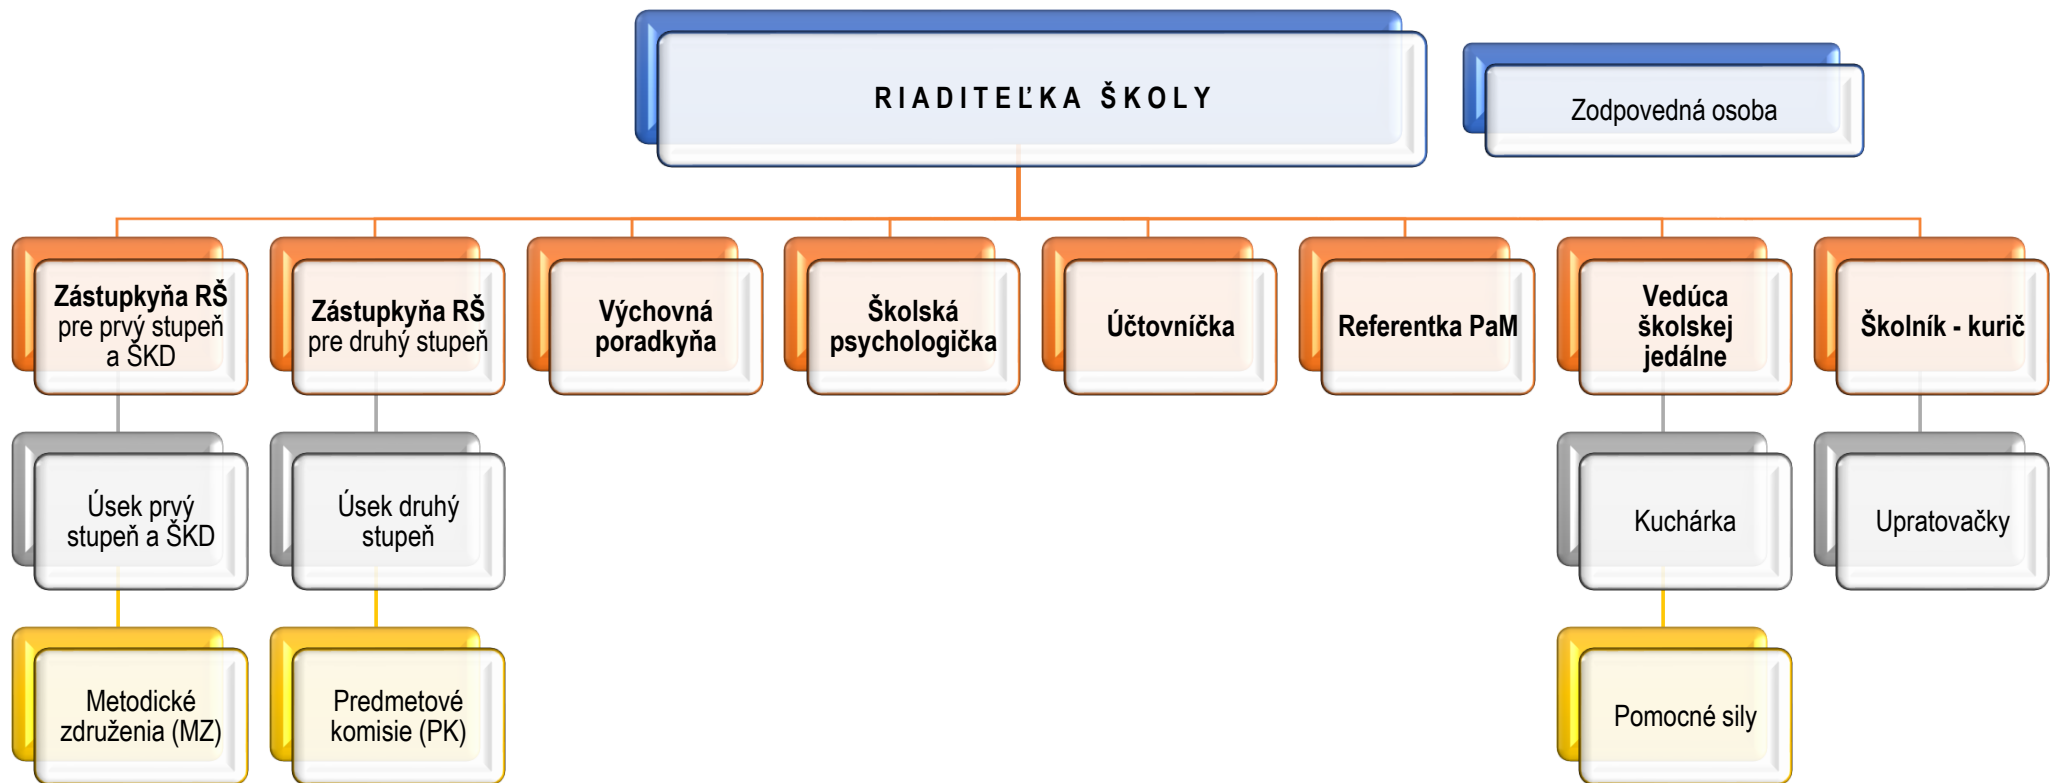 RIADITEĽKA ŠKOLY
Zodpovedná osoba
Zástupkyňa RŠ
pre prvý stupeň
a ŠKD
Zástupkyňa RŠ
pre druhý stupeň
Výchovná
poradkyňa
Školská
psychologička
Účtovníčka
Referentka PaM
Vedúca
školskej
jedálne
Školník - kurič
Úsek prvý
stupeň a ŠKD
Úsek druhý
stupeň
Kuchárka
Upratovačky
Metodické
združenia (MZ)
Predmetové
komisie (PK)
Pomocné sily